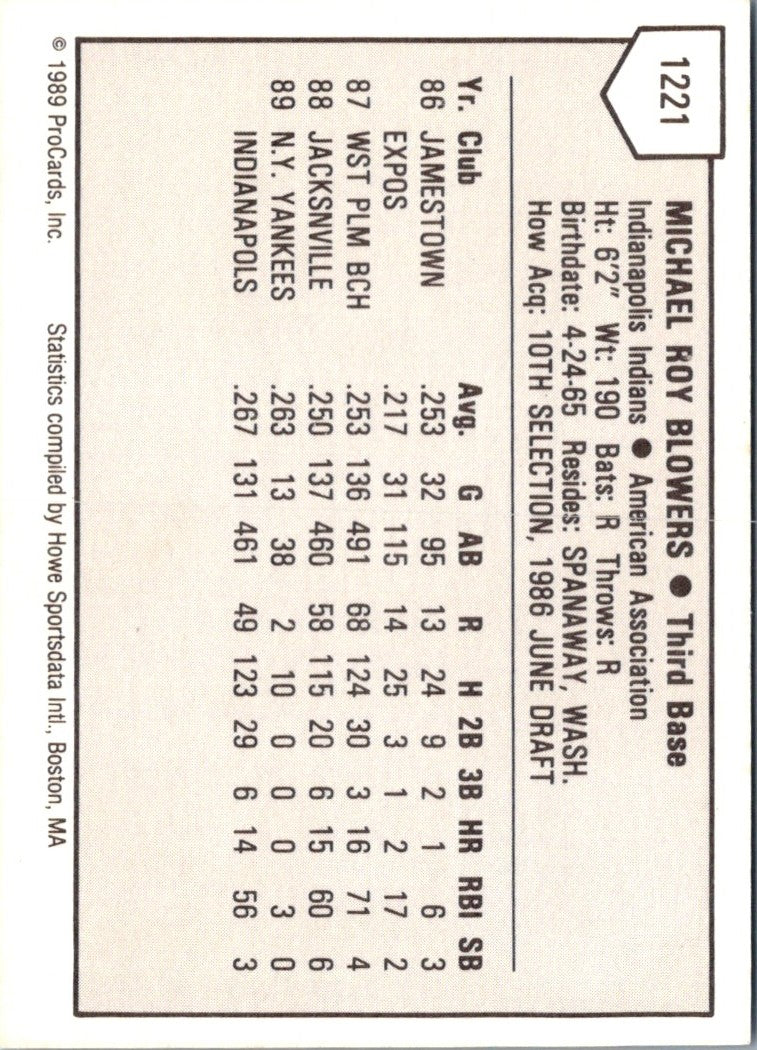 1221
MICHAEL ROY BLOWERS ● Third Base
Indianapolis Indians ● American Association
Ht: 6'2" Wt: 190 Bats: R Throws: R
Birthdate: 4-24-65 Resides: SPANAWAY, WASH.
How Acq: 10TH SELECTION, 1986 JUNE DRAFT
Yr. Club Avg. G AB R H 2B 3B HR RBI SB
86 JAMESTOWN .253 32 95 13 24 9 2 1 6 3
EXPOS .217 31 115 14 25 3 1 2 17 2
87 WST PLM BCH .253 136 491 68 124 30 3 16 71 4
88 JACKSNVILLE .250 137 460 58 115 20 6 15 60 6
89 N.Y. YANKEES .263 13 38 2 10 0 0 0 3 0
INDIANAPOLS .267 131 461 49 123 29 6 14 56 3
© 1989 ProCards, Inc. Statistics compiled by Howe Sportsdata Intl., Boston, MA